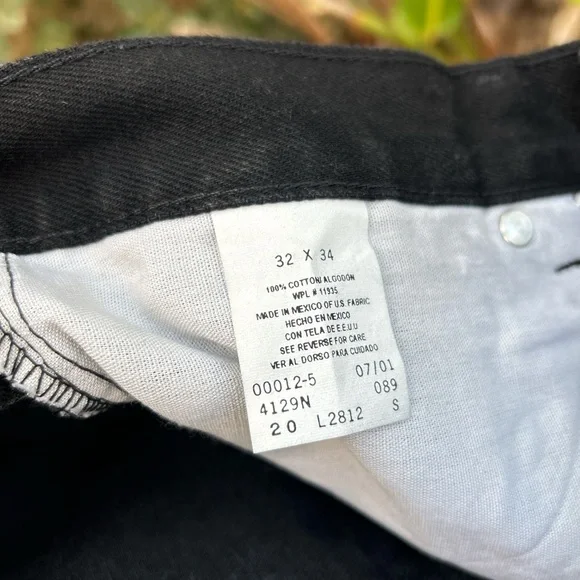 32 X 34
100% COTTON/ALGODON
WPL # 11935
MADE IN MEXICO OF U.S. FABRIC
HECHO EN MEXICO
CON TELA DE E.E.U.U
SEE REVERSE FOR CARE
VER AL DORSO PARA CUIDADO
00012-5 07/01
4129N 089
20 L2812 S